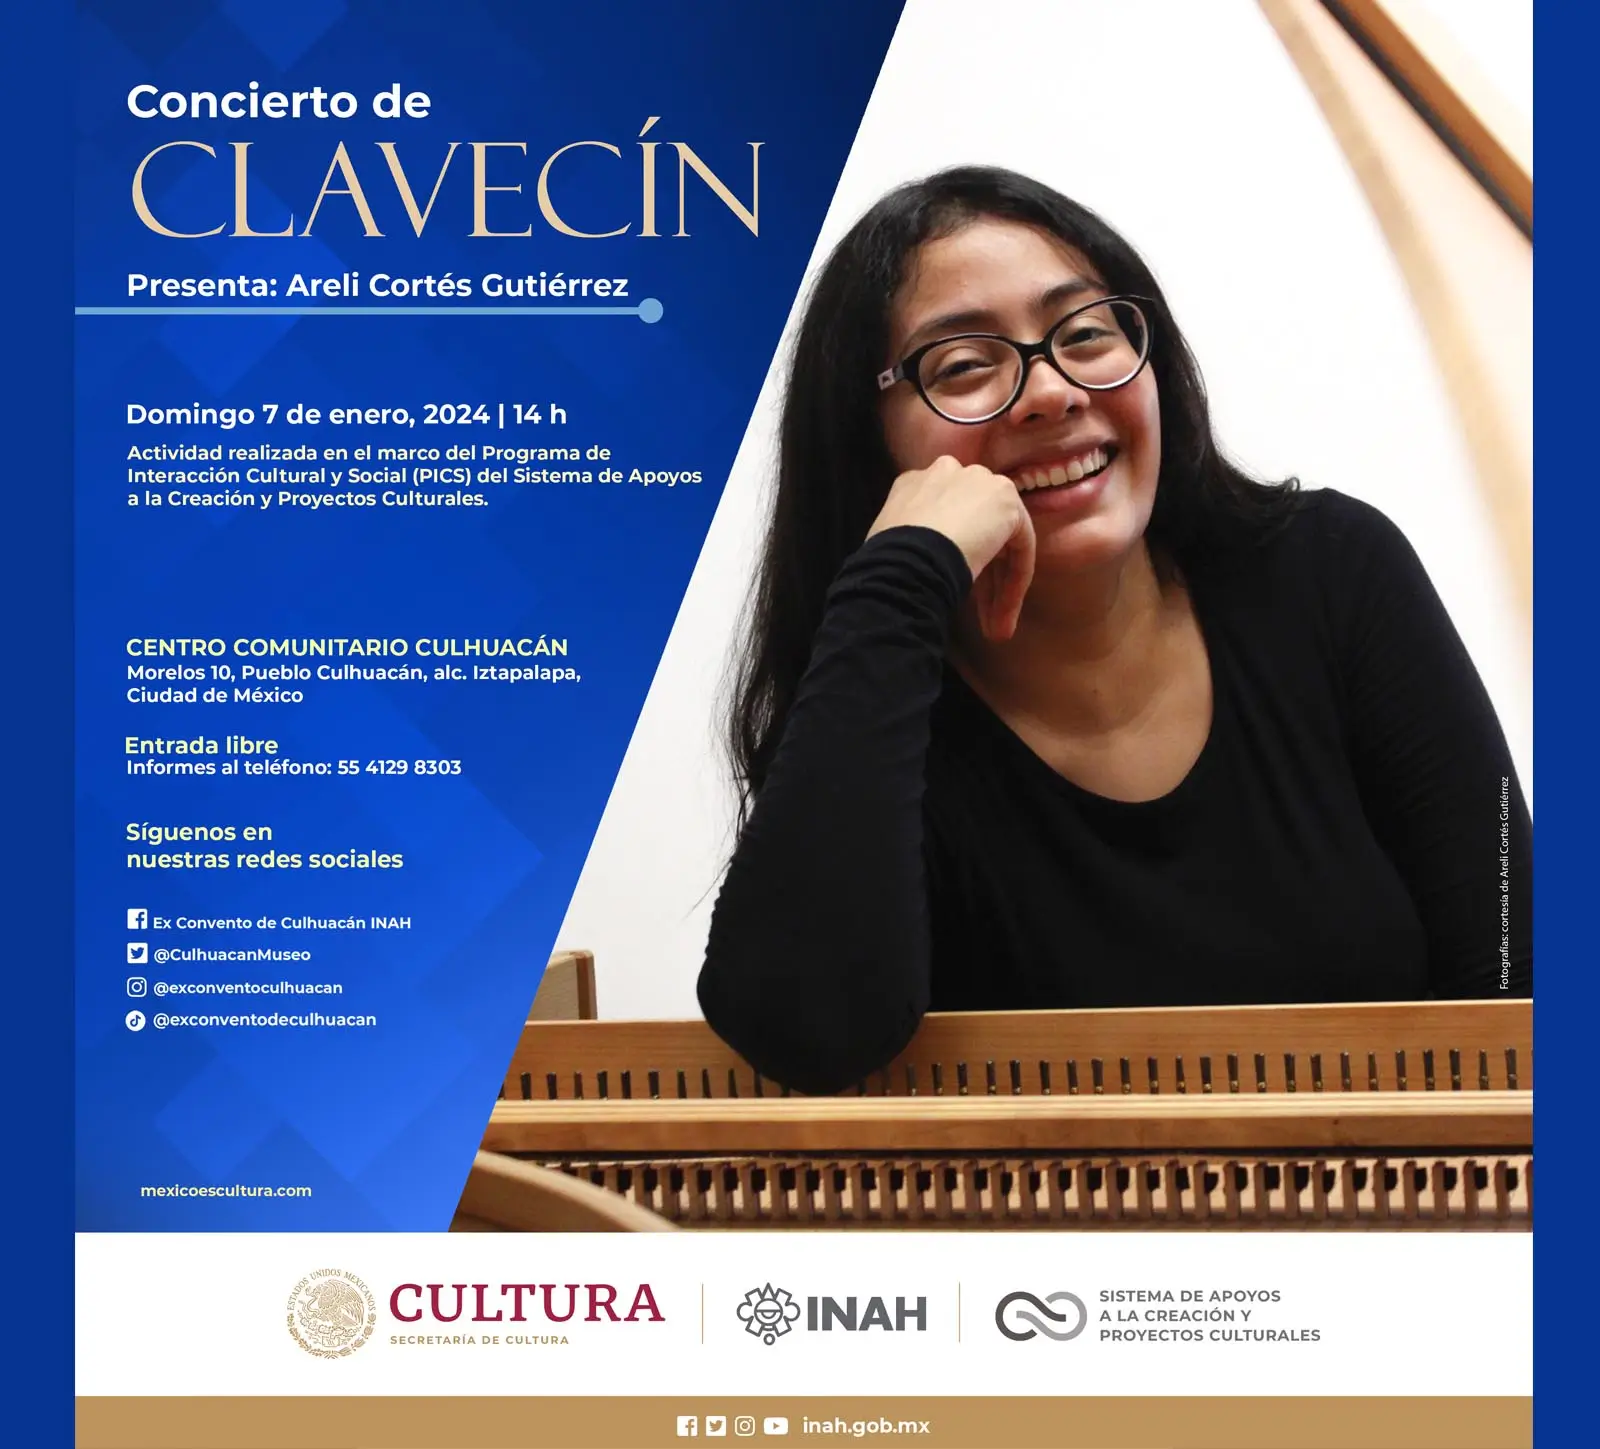 Concierto de
CLAVECÍN
Presenta: Areli Cortés Gutiérrez
Domingo 7 de enero, 2024 | 14 h
Actividad realizada en el marco del Programa de
Interacción Cultural y Social (PICS) del Sistema de Apoyos
a la Creación y Proyectos Culturales.
CENTRO COMUNITARIO CULHUACÁN
Morelos 10, Pueblo Culhuacán, alc. Iztapalapa,
Ciudad de México
Entrada libre
Informes al teléfono: 55 4129 8303
Síguenos en
nuestras redes sociales
Ex Convento de Culhuacán INAH
@CulhuacanMuseo
@exconventoculhuacan
@exconventodeculhuacan
mexicoescultura.com
Fotografías: cortesía de Areli Cortés Gutiérrez
ESTADOS UNIDOS MEXICANOS
CULTURA
SECRETARÍA DE CULTURA
INAH
SISTEMA DE APOYOS
A LA CREACIÓN Y
PROYECTOS CULTURALES
inah.gob.mx